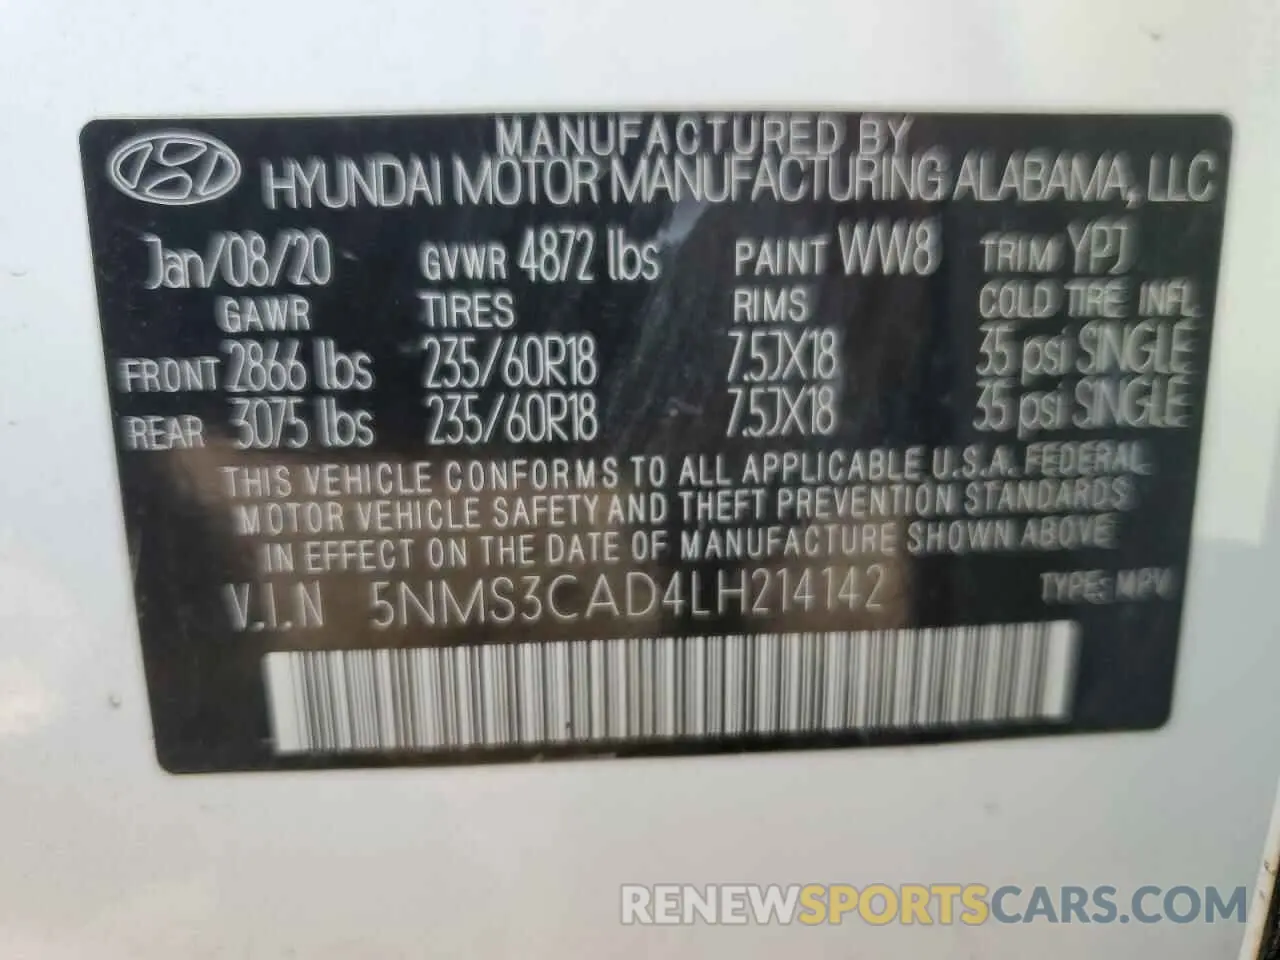 MANUFACTURED BY
HYUNDAI MOTOR MANUFACTURING ALABAMA, LLC
Jan/08/20 GVWR 4872 lbs PAINT WW8 TRIM YPJ
GAWR TIRES RIMS COLD TIRE INFL
FRONT 2866 lbs 235/60R18 7.5JX18 35 psi SINGLE
REAR 3075 lbs 235/60R18 7.5JX18 35 psi SINGLE
THIS VEHICLE CONFORMS TO ALL APPLICABLE U.S.A. FEDERAL
MOTOR VEHICLE SAFETY AND THEFT PREVENTION STANDARDS
IN EFFECT ON THE DATE OF MANUFACTURE SHOWN ABOVE
V.I.N 5NMS3CAD4LH214142 TYPE: MPV
RENEWSPORTSCARS.COM